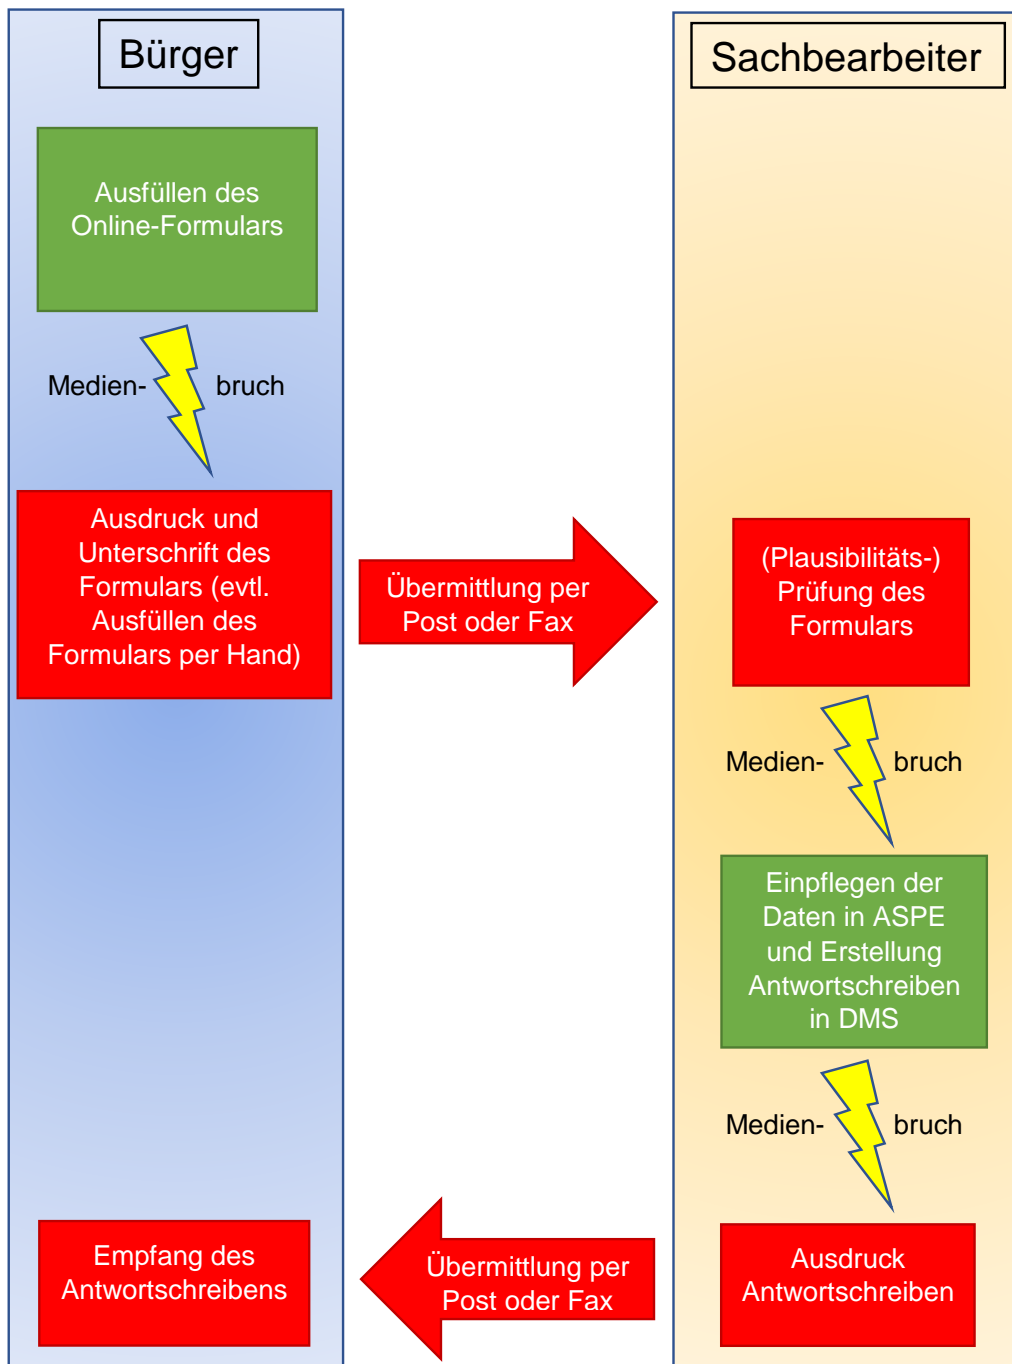 Bürger
Sachbearbeiter
Ausfüllen des
Online-Formulars
Medien- bruch
Ausdruck und
Unterschrift des
Formulars (evtl.
Ausfüllen des
Formulars per Hand)
Übermittlung per
Post oder Fax
(Plausibilitäts-)
Prüfung des
Formulars
Medien- bruch
Einpflegen der
Daten in ASPE
und Erstellung
Antwortschreiben
in DMS
Medien- bruch
Ausdruck
Antwortschreiben
Übermittlung per
Post oder Fax
Empfang des
Antwortschreibens